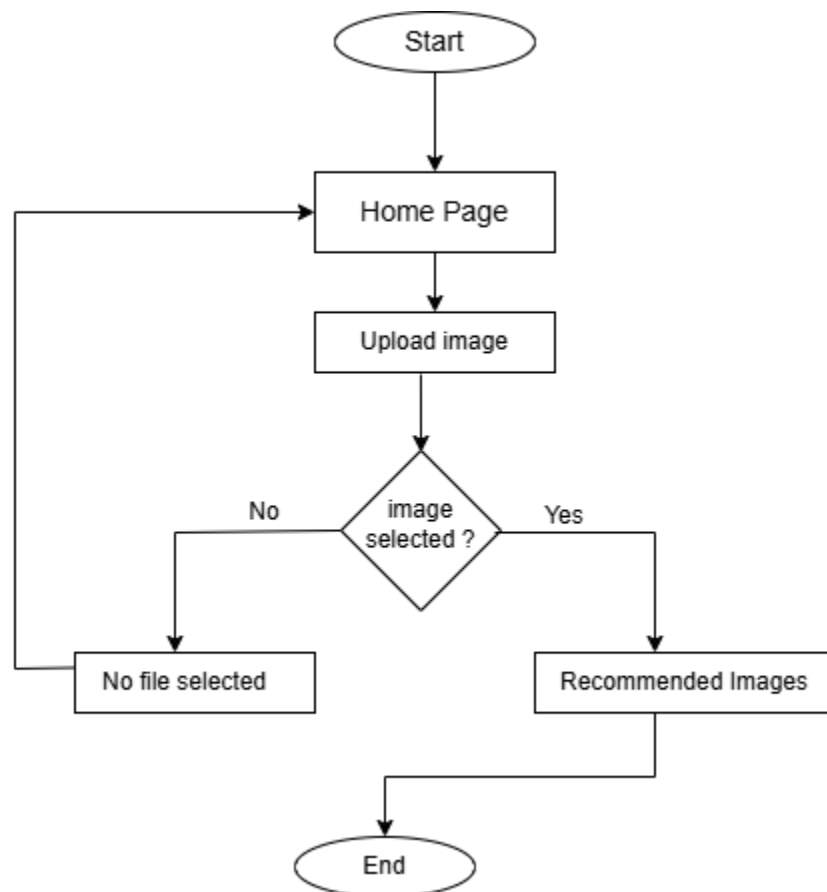 Start
Home Page
Upload image
image
selected ?
No
Yes
No file selected
Recommended Images
End